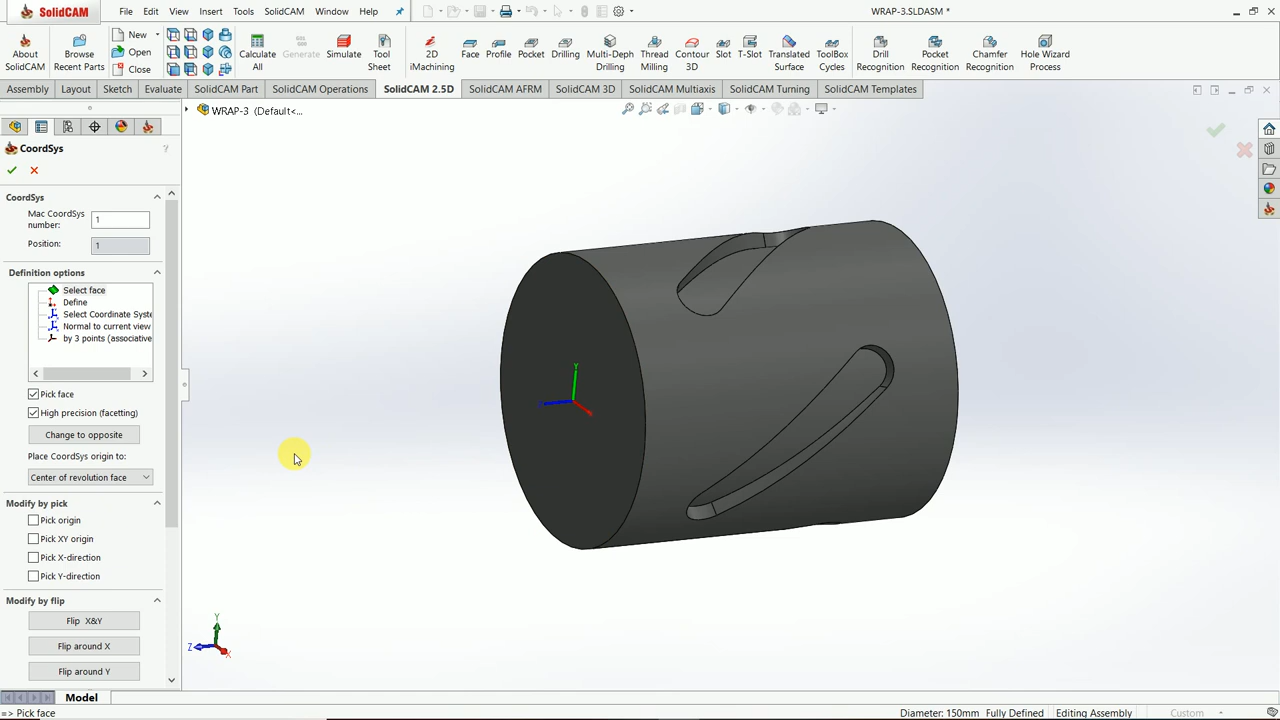 SolidCAM
File Edit View Insert Tools SolidCAM Window Help
WRAP-3.SLDASM *
About SolidCAM
Browse Recent Parts
New
Open
Close
Calculate All
Generate
Simulate
Tool Sheet
2D iMachining
Face
Profile
Pocket
Drilling
Multi-Depth Drilling
Thread Milling
Contour 3D
Slot
T-Slot
Translated Surface
ToolBox Cycles
Drill Recognition
Pocket Recognition
Chamfer Recognition
Hole Wizard Process
Assembly Layout Sketch Evaluate SolidCAM Part SolidCAM Operations SolidCAM 2.5D SolidCAM AFRM SolidCAM 3D SolidCAM Multiaxis SolidCAM Turning SolidCAM Templates
WRAP-3 (Default<...
CoordSys
?
CoordSys
Mac CoordSys number: 1
Position: 1
Definition options
Select face
Define
Select Coordinate Syste
Normal to current view
by 3 points (associative
Pick face
High precision (facetting)
Change to opposite
Place CoordSys origin to:
Center of revolution face
Modify by pick
Pick origin
Pick XY origin
Pick X-direction
Pick Y-direction
Modify by flip
Flip X&Y
Flip around X
Flip around Y
Y
Y
Z
X
Model
=> Pick face
Diameter: 150mm Fully Defined Editing Assembly Custom